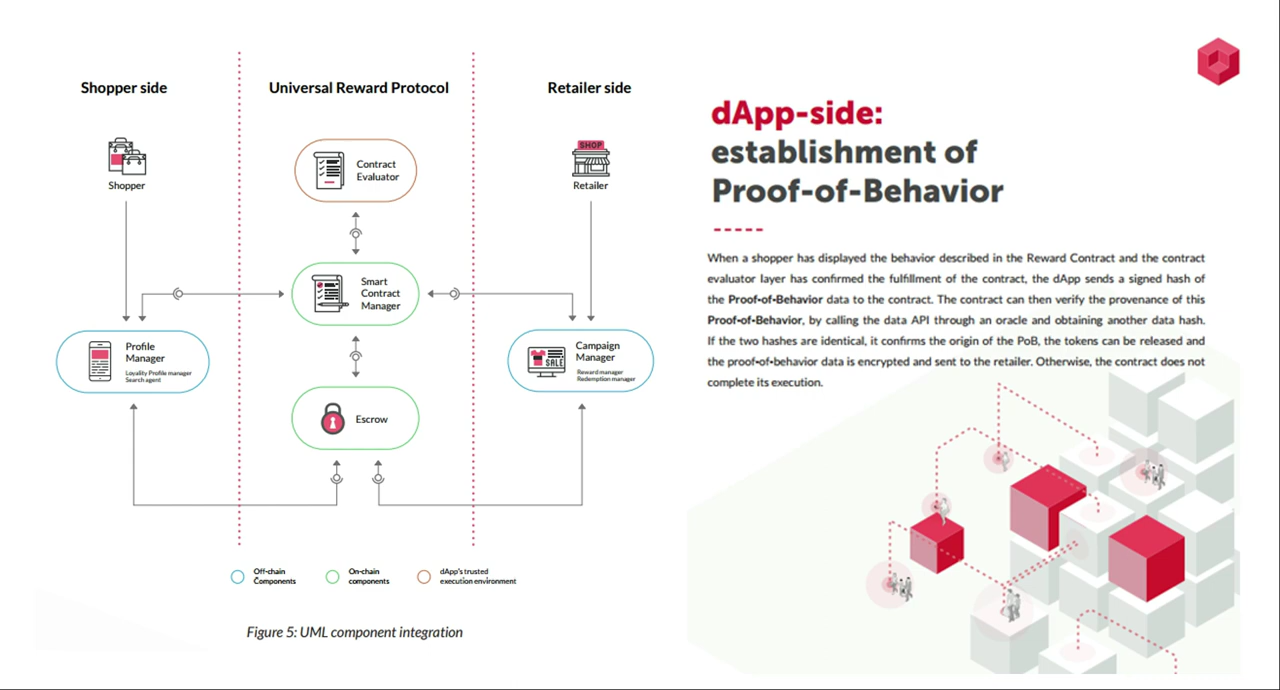 Shopper side
Universal Reward Protocol
Retailer side
Shopper
Contract
Evaluator
SHOP
Retailer
Smart
Contract
Manager
Profile
Manager
Loyality Profile manager
Search agent
Campaign
Manager
Reward manager
Redemption manager
SALE
Escrow
Off-chain
Components
On-chain
components
dApp's trusted
execution environment
Figure 5: UML component integration
dApp-side:
establishment of
Proof-of-Behavior
When a shopper has displayed the behavior described in the Reward Contract and the contract
evaluator layer has confirmed the fulfillment of the contract, the dApp sends a signed hash of
the Proof-of-Behavior data to the contract. The contract can then verify the provenance of this
Proof-of-Behavior, by calling the data API through an oracle and obtaining another data hash.
If the two hashes are identical, it confirms the origin of the PoB, the tokens can be released and
the proof-of-behavior data is encrypted and sent to the retailer. Otherwise, the contract does not
complete its execution.